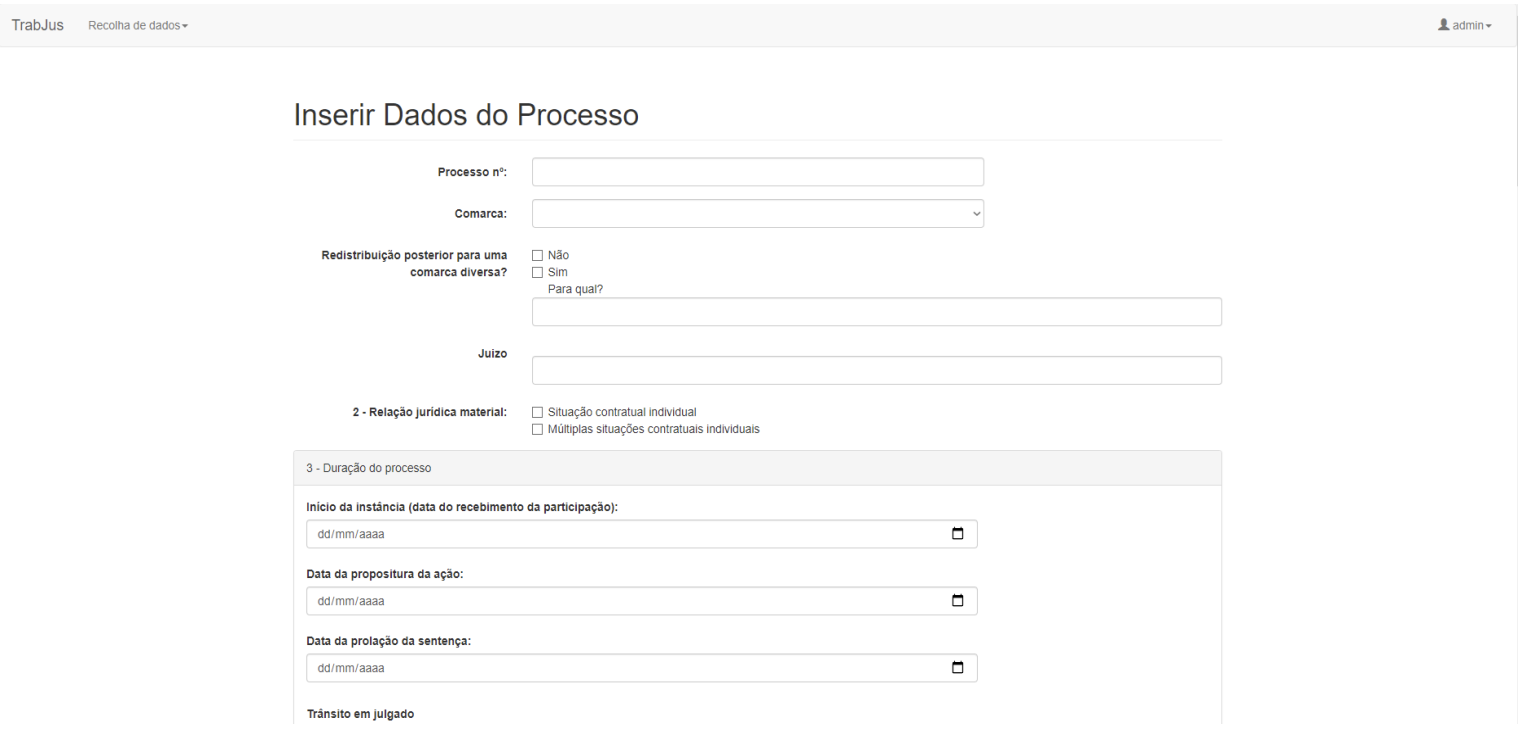 TrabJus Recolha de dados admin
Inserir Dados do Processo
Processo nº:
Comarca:
Redistribuição posterior para uma
comarca diversa?
Não
Sim
Para qual?
Juizo
2 - Relação jurídica material:
Situação contratual individual
Múltiplas situações contratuais individuais
3 - Duração do processo
Início da instância (data do recebimento da participação):
dd/mm/aaaa
Data da propositura da ação:
dd/mm/aaaa
Data da prolação da sentença:
dd/mm/aaaa
Trânsito em julgado